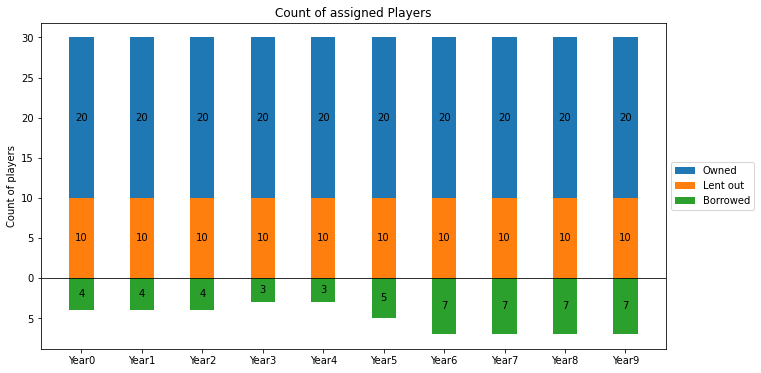 Count of assigned Players
Count of players
30
25
20
15
10
5
0
5
20 20 20 20 20 20 20 20 20 20
10 10 10 10 10 10 10 10 10 10
4 4 4 3 3 5 7 7 7 7
Year0 Year1 Year2 Year3 Year4 Year5 Year6 Year7 Year8 Year9
Owned
Lent out
Borrowed